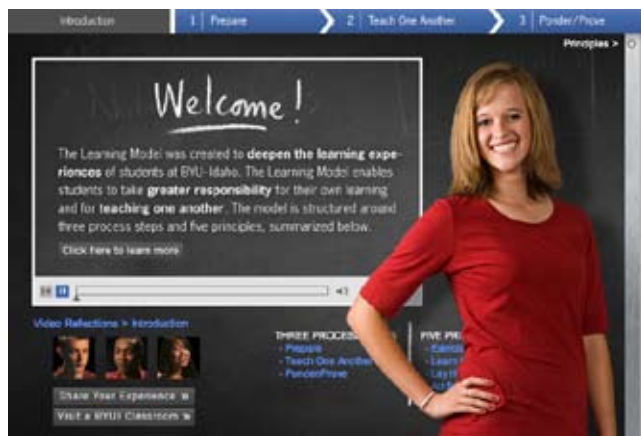 Introduction
1 Prepare
2 Teach One Another
3 Ponder/Prove
Principles >
Welcome!
The Learning Model was created to deepen the learning expe-
riences of students at BYU-Idaho. The Learning Model enables
students to take greater responsibility for their own learning
and for teaching one another. The model is structured around
three process steps and five principles, summarized below.
Click here to learn more
Video Reflections > Introduction
Share Your Experience »
Visit a BYUI Classroom »
THREE PROCESS
- Prepare
- Teach One Another
- Ponder/Prove
FIVE PR
- Exerci
- Learn
- Lay